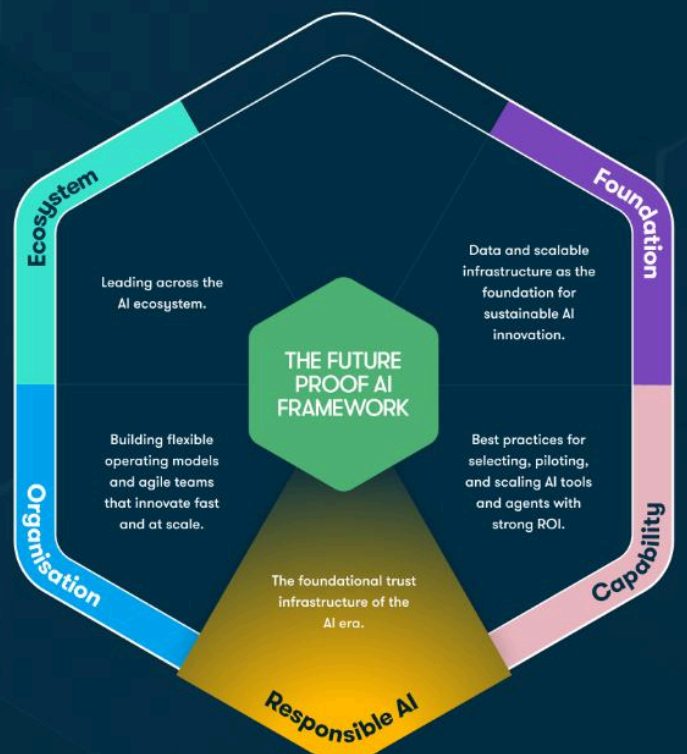 Ecosystem
Leading across the
AI ecosystem.
Foundation
Data and scalable
infrastructure as the
foundation for
sustainable AI
innovation.
THE FUTURE
PROOF AI
FRAMEWORK
Organisation
Building flexible
operating models
and agile teams
that innovate fast
and at scale.
Capability
Best practices for
selecting, piloting,
and scaling AI tools
and agents with
strong ROI.
The foundational trust
infrastructure of the
AI era.
Responsible AI